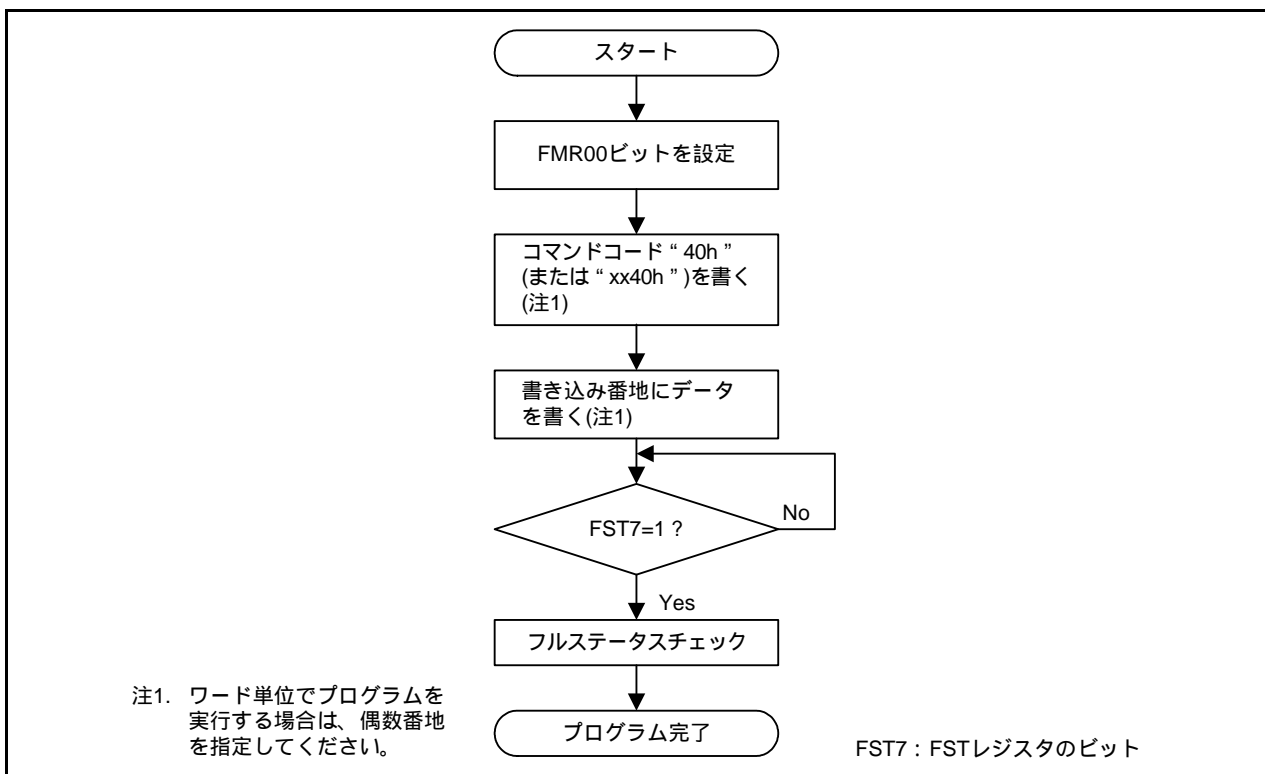 スタート
FMR00ビットを設定
コマンドコード“ 40h ”
(または“ xx40h ”)を書く
(注1)
書き込み番地にデータ
を書く(注1)
FST7=1 ?
No
Yes
フルステータスチェック
プログラム完了
注1. ワード単位でプログラムを
実行する場合は、偶数番地
を指定してください。
FST7：FSTレジスタのビット